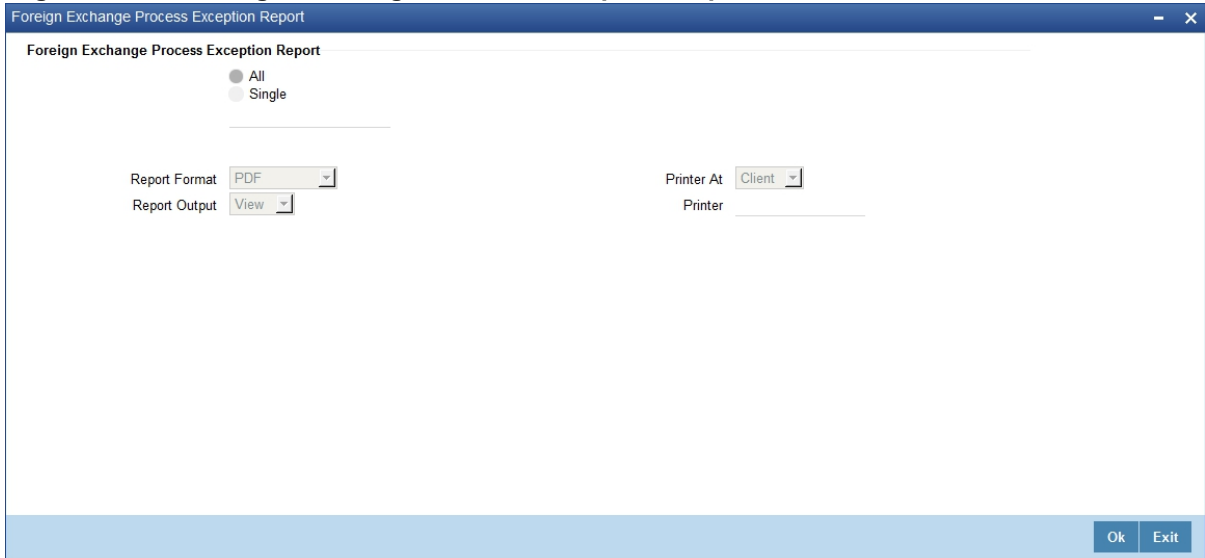 Foreign Exchange Process Exception Report
Foreign Exchange Process Exception Report
All
Single
Report Format PDF Printer At Client
Report Output View Printer
Ok Exit